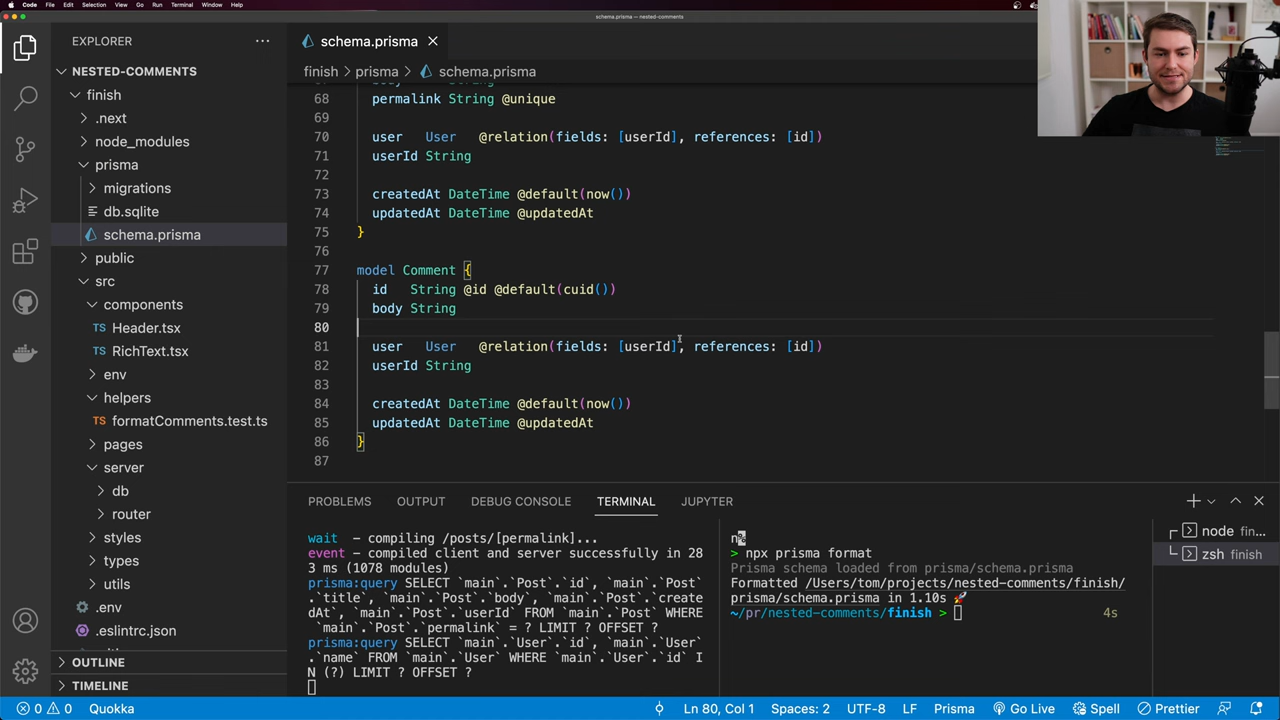 Code File Edit Selection View Go Run Terminal Window Help
schema.prisma — nested-comments
EXPLORER
schema.prisma
NESTED-COMMENTS
finish
.next
node_modules
prisma
migrations
db.sqlite
schema.prisma
public
src
components
TS Header.tsx
TS RichText.tsx
env
helpers
TS formatComments.test.ts
pages
server
db
router
styles
types
utils
.env
.eslintrc.json
OUTLINE
TIMELINE
finish > prisma > schema.prisma
68 permalink String @unique
69
70 user User @relation(fields: [userId], references: [id])
71 userId String
72
73 createdAt DateTime @default(now())
74 updatedAt DateTime @updatedAt
75 }
76
77 model Comment {
78 id String @id @default(cuid())
79 body String
80
81 user User @relation(fields: [userId], references: [id])
82 userId String
83
84 createdAt DateTime @default(now())
85 updatedAt DateTime @updatedAt
86 }
87
PROBLEMS OUTPUT DEBUG CONSOLE TERMINAL JUPYTER
wait - compiling /posts/[permalink]...
event - compiled client and server successfully in 28
3 ms (1078 modules)
prisma:query SELECT `main`.`Post`.`id`, `main`.`Post`
.`title`, `main`.`Post`.`body`, `main`.`Post`.`create
dAt`, `main`.`Post`.`userId` FROM `main`.`Post` WHERE
`main`.`Post`.`permalink` = ? LIMIT ? OFFSET ?
prisma:query SELECT `main`.`User`.`id`, `main`.`User`
.`name` FROM `main`.`User` WHERE `main`.`User`.`id` I
N (?) LIMIT ? OFFSET ?
n%
> npx prisma format
Prisma schema loaded from prisma/schema.prisma
Formatted /Users/tom/projects/nested-comments/finish/
prisma/schema.prisma in 1.10s 🚀
~/pr/nested-comments/finish > 4s
node fin...
zsh finish
0 0 Quokka Ln 80, Col 1 Spaces: 2 UTF-8 LF Prisma Go Live Spell Prettier